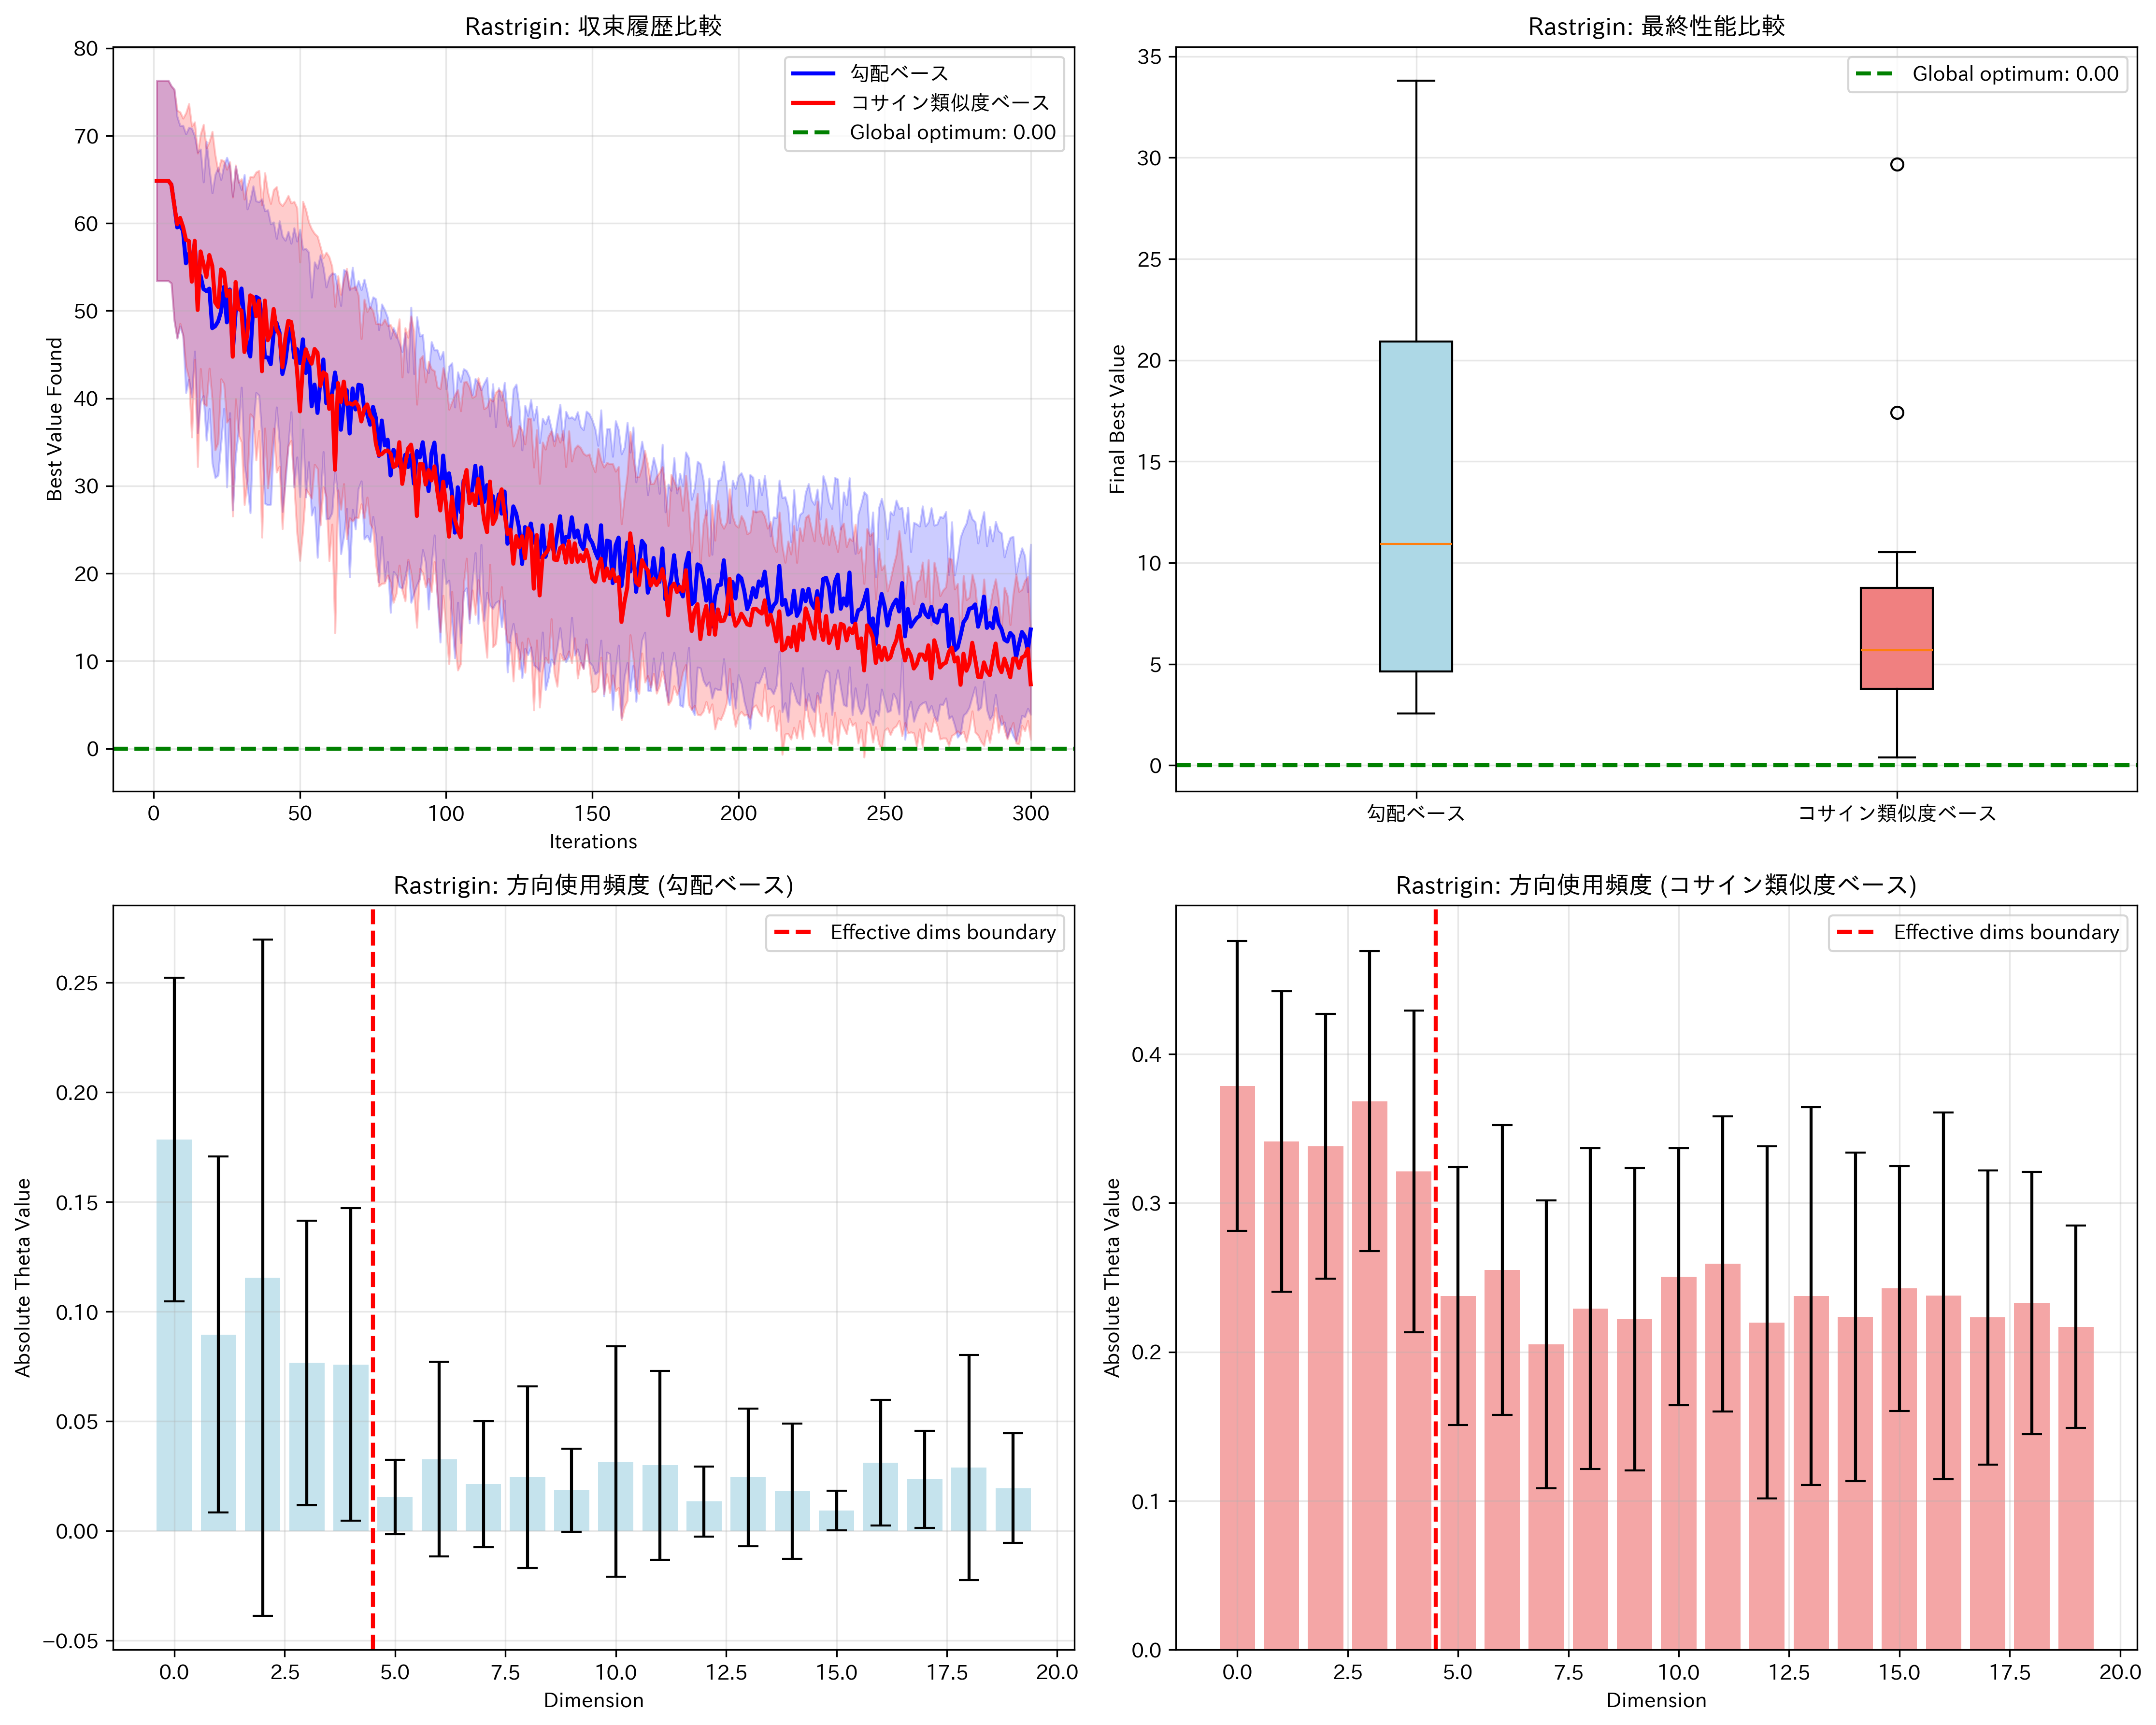 Rastrigin: 収束履歴比較
80
70
60
50
40
30
20
10
0
Best Value Found
勾配ベース
コサイン類似度ベース
Global optimum: 0.00
0 50 100 150 200 250 300
Iterations
Rastrigin: 最終性能比較
35
30
25
20
15
10
5
0
Final Best Value
Global optimum: 0.00
勾配ベース コサイン類似度ベース
Rastrigin: 方向使用頻度 (勾配ベース)
0.25
0.20
0.15
0.10
0.05
0.00
−0.05
Absolute Theta Value
Effective dims boundary
0.0 2.5 5.0 7.5 10.0 12.5 15.0 17.5 20.0
Dimension
Rastrigin: 方向使用頻度 (コサイン類似度ベース)
0.4
0.3
0.2
0.1
0.0
Absolute Theta Value
Effective dims boundary
0.0 2.5 5.0 7.5 10.0 12.5 15.0 17.5 20.0
Dimension